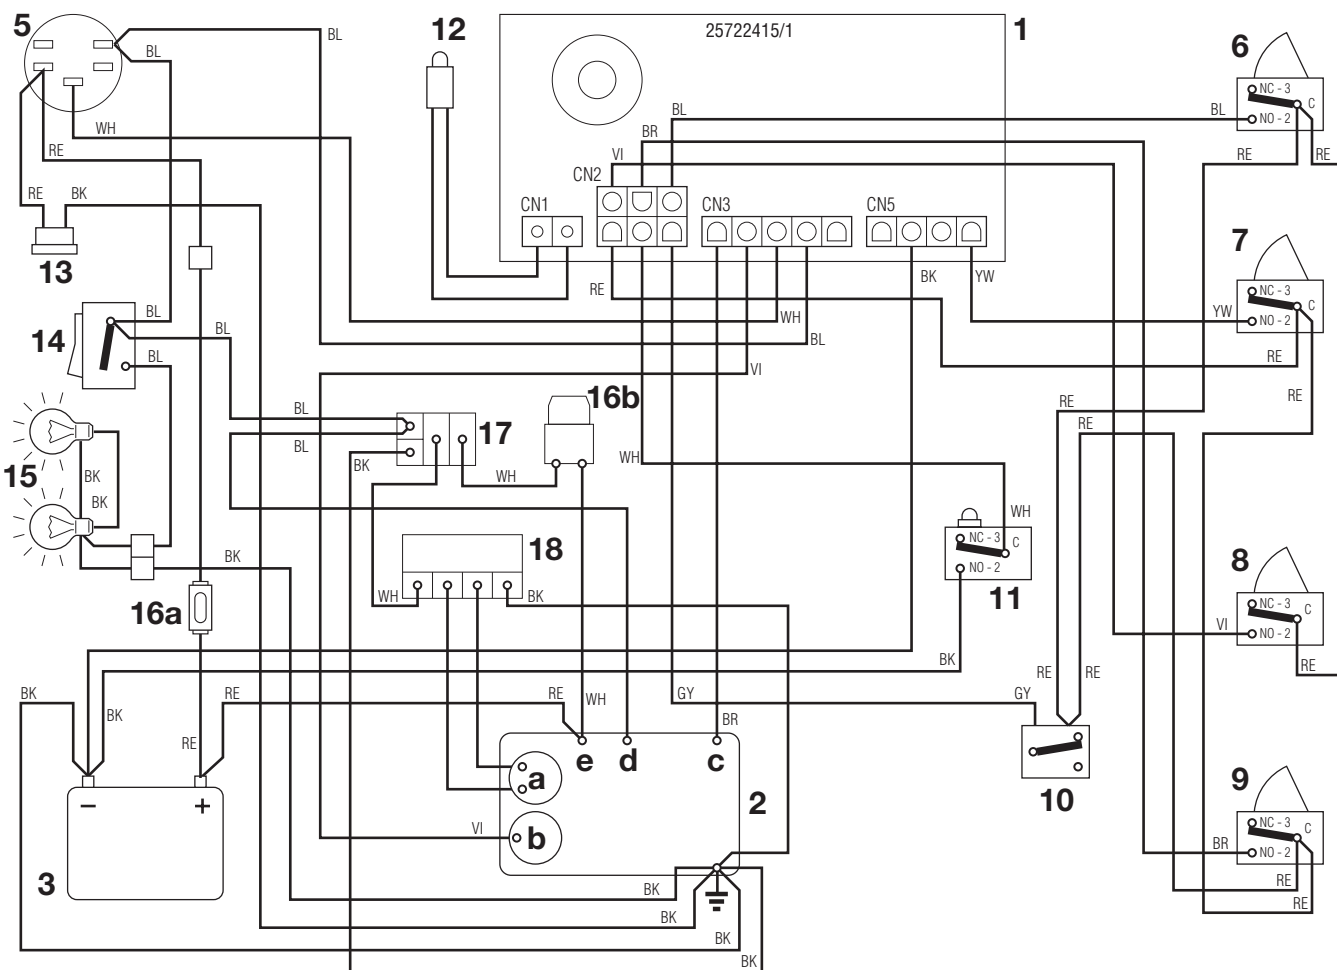 5
BL
BL
12
25722415/1
1
6
NC - 3
C
BL
NO - 2
RE
RE
WH
RE
BL
BR
VI
CN2
RE
BK
CN1
CN3
CN5
13
7
NC - 3
C
YW
NO - 2
RE
RE
BK
YW
RE
WH
BL
VI
BL
BL
14
BL
16b
RE
RE
BL
BL
17
BK
WH
WH
15
BK
BK
WH
NC - 3
C
NO - 2
11
18
BK
WH
BK
16a
8
NC - 3
C
VI
NO - 2
RE
BK
RE
RE
BK
BK
RE
RE
RE
WH
GY
BR
GY
e
d
c
a
b
2
VI
10
− +
3
9
NC - 3
C
BR
NO - 2
RE
RE
BK
BK
BK
BK